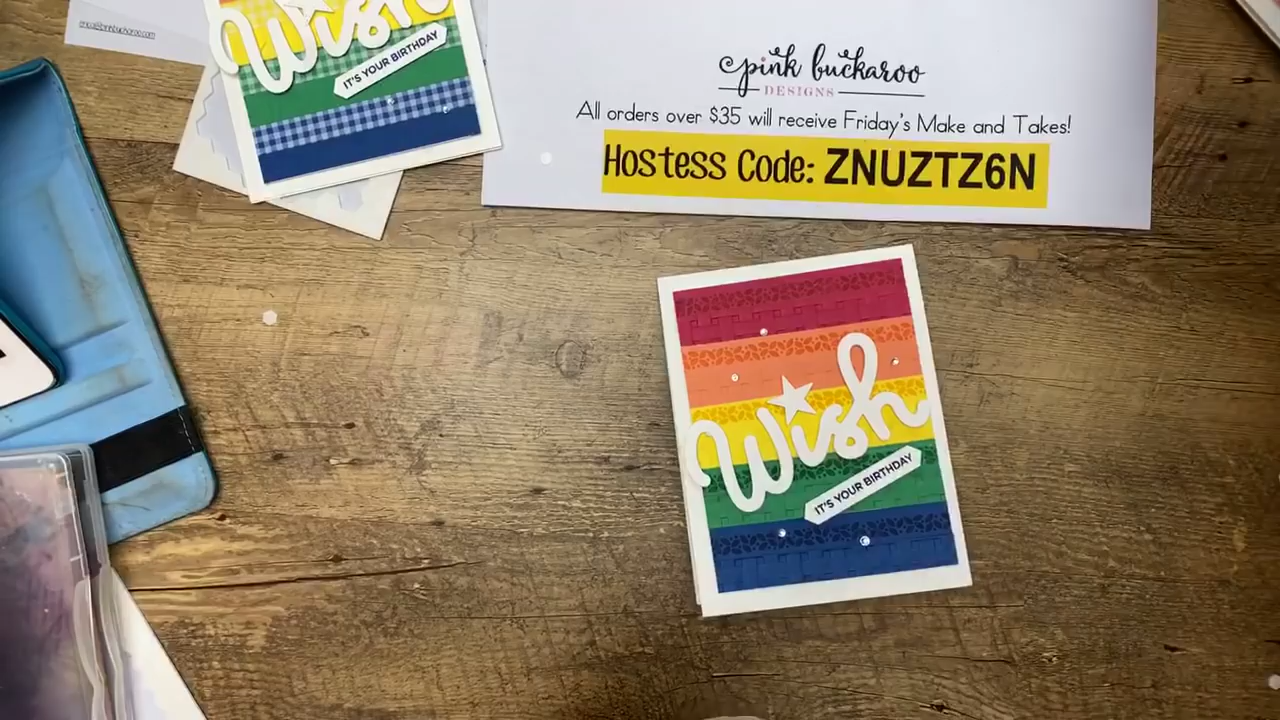 Wish
IT'S YOUR BIRTHDAY
pink buckaroo
DESIGNS
All orders over $35 will receive Friday's Make and Takes!
Hostess Code: ZNUZTZ6N
Wish
IT'S YOUR BIRTHDAY